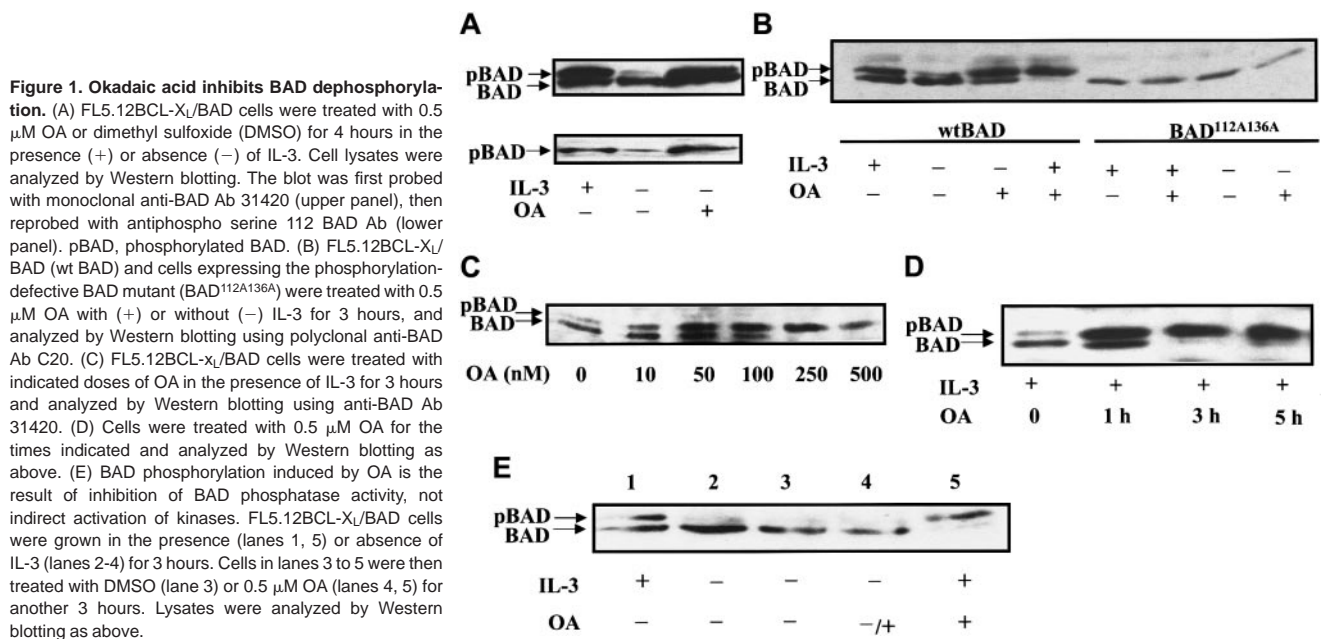 Figure 1. Okadaic acid inhibits BAD dephosphoryla-
tion. (A) FL5.12BCL-XL/BAD cells were treated with 0.5
μM OA or dimethyl sulfoxide (DMSO) for 4 hours in the
presence (+) or absence (−) of IL-3. Cell lysates were
analyzed by Western blotting. The blot was first probed
with monoclonal anti-BAD Ab 31420 (upper panel), then
reprobed with antiphospho serine 112 BAD Ab (lower
panel). pBAD, phosphorylated BAD. (B) FL5.12BCL-XL/
BAD (wt BAD) and cells expressing the phosphorylation-
defective BAD mutant (BAD112A136A) were treated with 0.5
μM OA with (+) or without (−) IL-3 for 3 hours, and
analyzed by Western blotting using polyclonal anti-BAD
Ab C20. (C) FL5.12BCL-xL/BAD cells were treated with
indicated doses of OA in the presence of IL-3 for 3 hours
and analyzed by Western blotting using anti-BAD Ab
31420. (D) Cells were treated with 0.5 μM OA for the
times indicated and analyzed by Western blotting as
above. (E) BAD phosphorylation induced by OA is the
result of inhibition of BAD phosphatase activity, not
indirect activation of kinases. FL5.12BCL-XL/BAD cells
were grown in the presence (lanes 1, 5) or absence of
IL-3 (lanes 2-4) for 3 hours. Cells in lanes 3 to 5 were then
treated with DMSO (lane 3) or 0.5 μM OA (lanes 4, 5) for
another 3 hours. Lysates were analyzed by Western
blotting as above.
A
pBAD
BAD
pBAD
IL-3 + − −
OA − − +
B
pBAD
BAD
wtBAD BAD112A136A
IL-3 + − − + + + − −
OA − − + + − + − +
C
pBAD
BAD
OA (nM) 0 10 50 100 250 500
D
pBAD
BAD
IL-3 + + + +
OA 0 1 h 3 h 5 h
E
1 2 3 4 5
pBAD
BAD
IL-3 + − − − +
OA − − − −/+ +